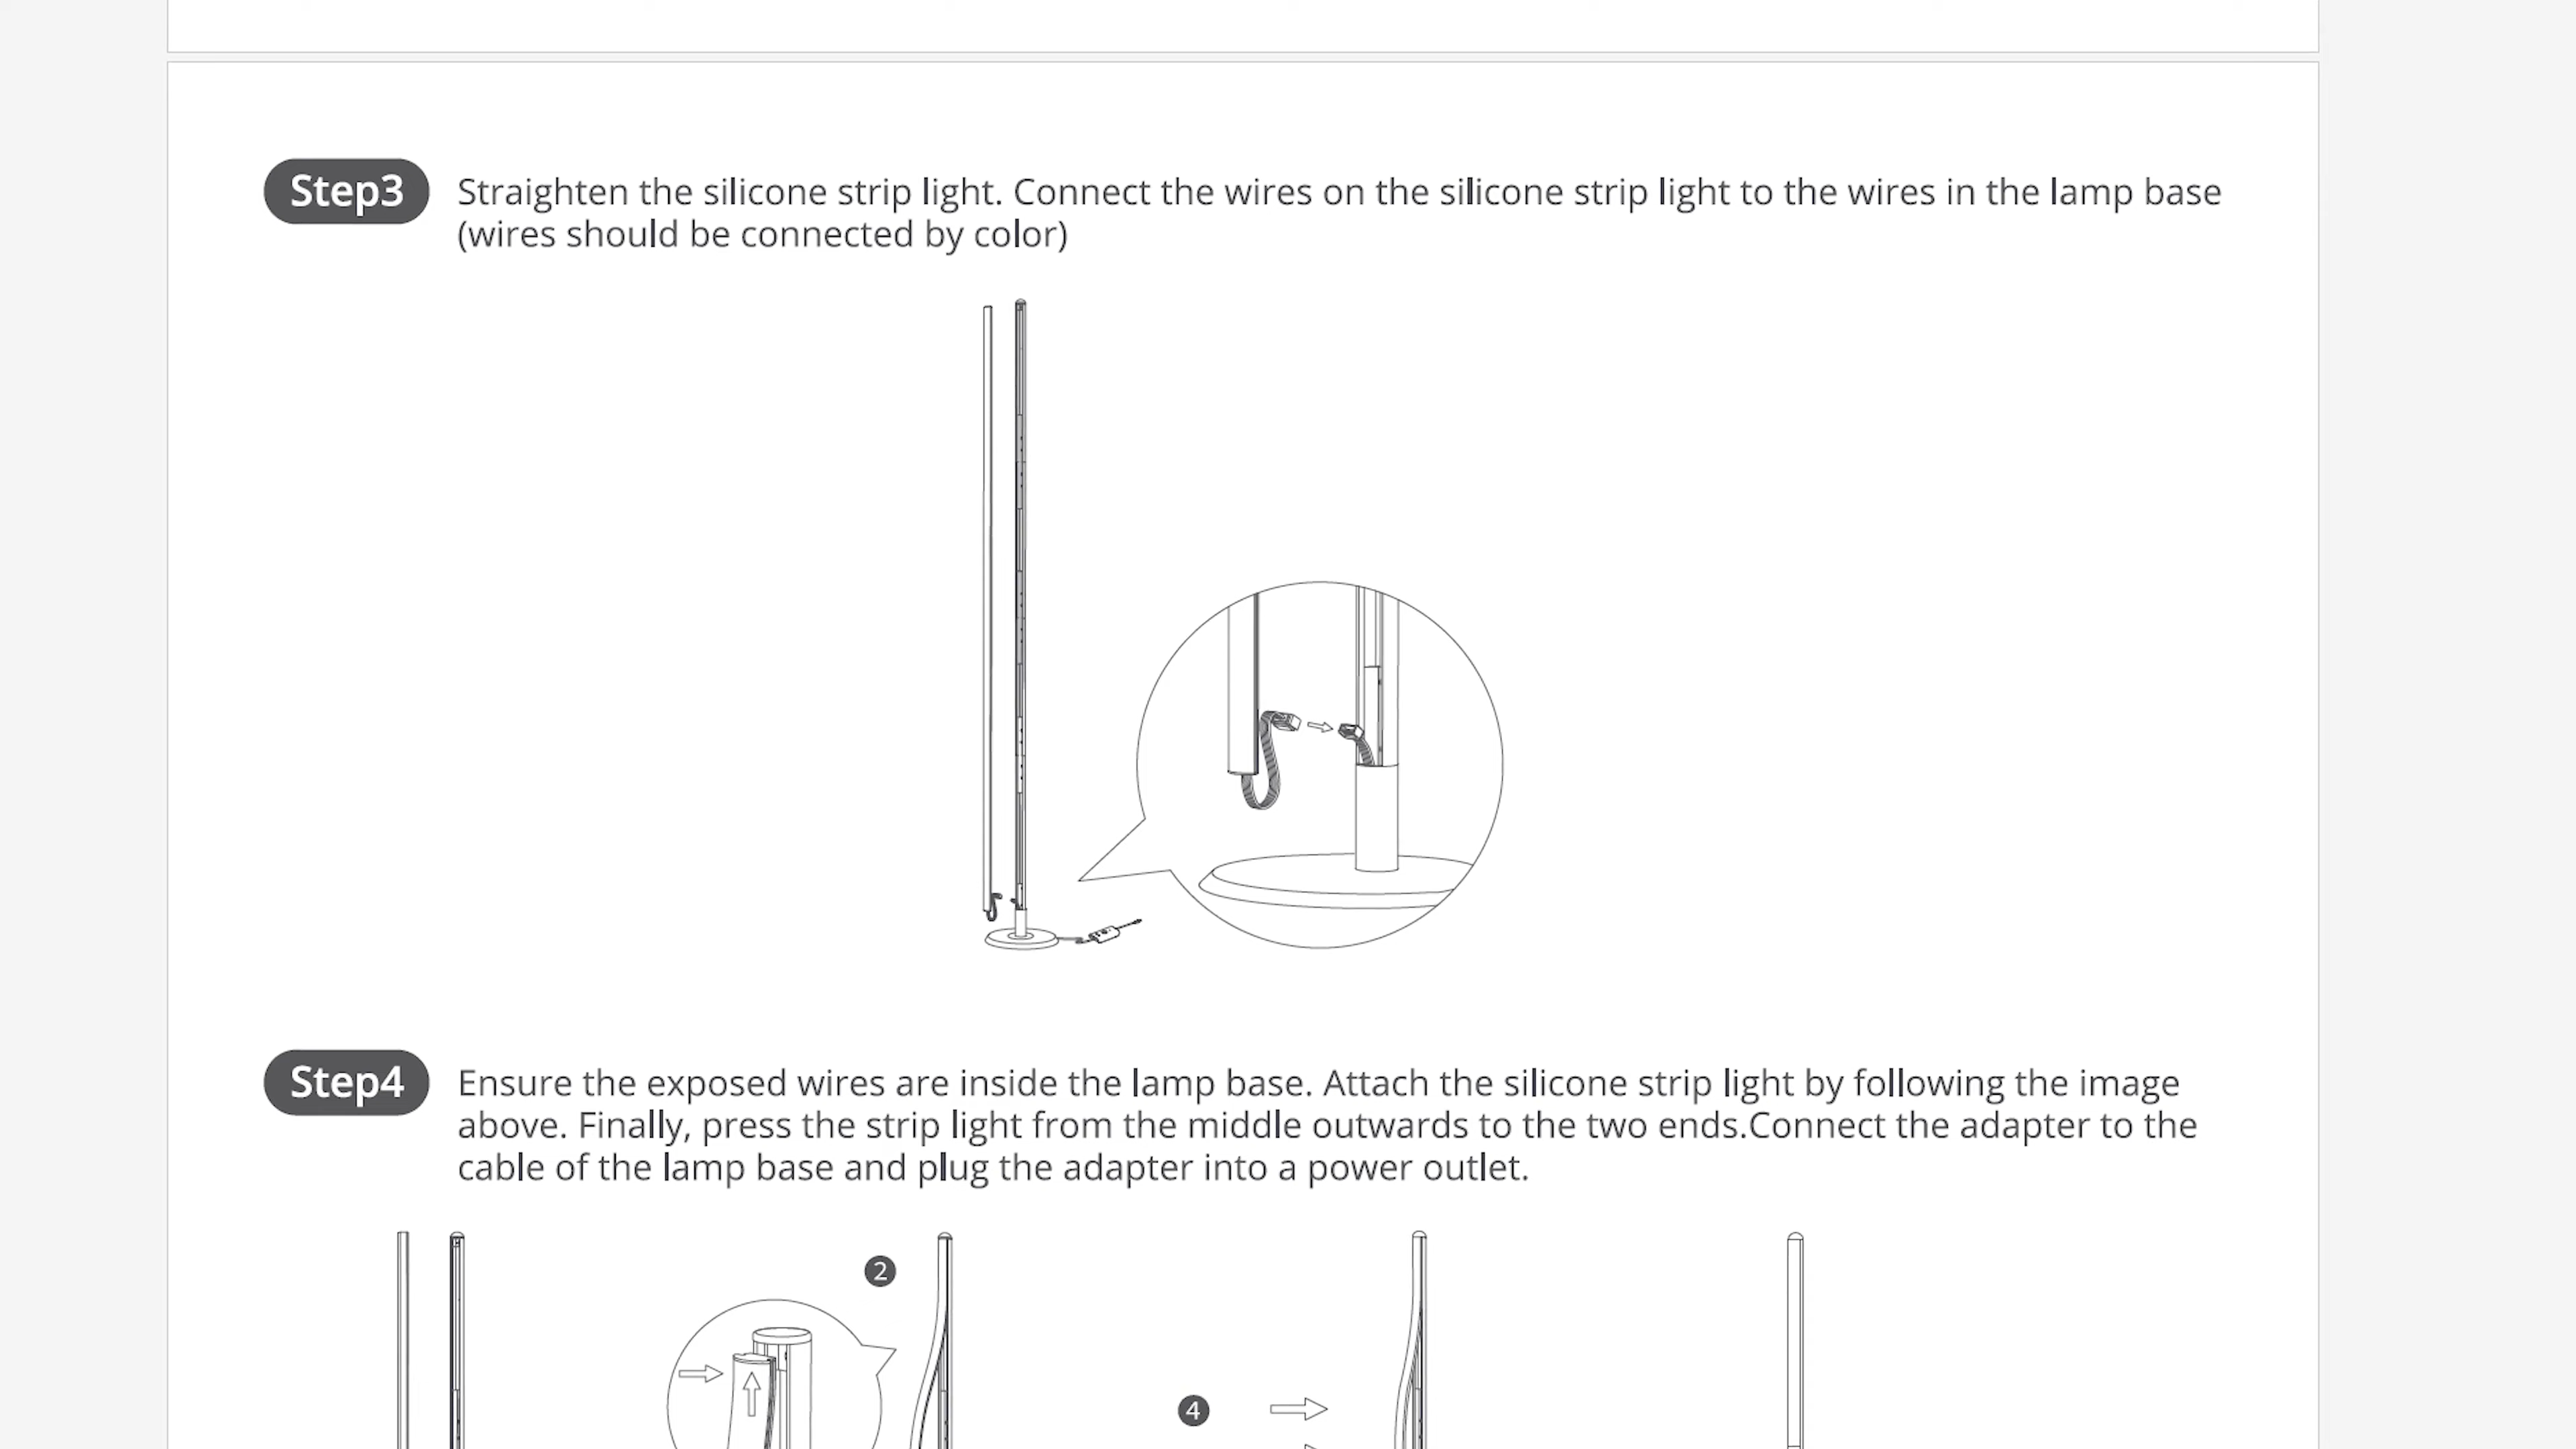 Step3
Straighten the silicone strip light. Connect the wires on the silicone strip light to the wires in the lamp base
(wires should be connected by color)
Step4
Ensure the exposed wires are inside the lamp base. Attach the silicone strip light by following the image
above. Finally, press the strip light from the middle outwards to the two ends.Connect the adapter to the
cable of the lamp base and plug the adapter into a power outlet.
2
4